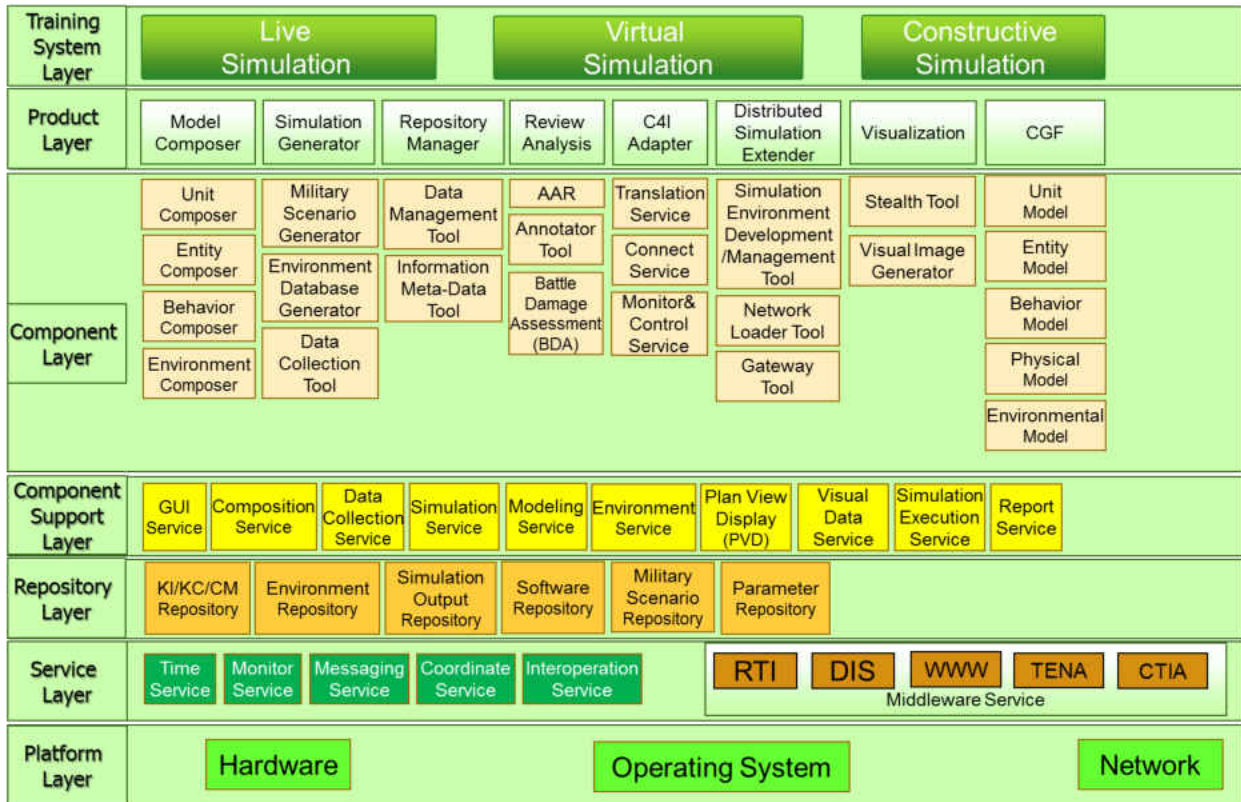 Training
System
Layer
Live
Simulation
Virtual
Simulation
Constructive
Simulation
Product
Layer
Model
Composer
Simulation
Generator
Repository
Manager
Review
Analysis
C4I
Adapter
Distributed
Simulation
Extender
Visualization
CGF
Component
Layer
Unit
Composer
Entity
Composer
Behavior
Composer
Environment
Composer
Military
Scenario
Generator
Environment
Database
Generator
Data
Collection
Tool
Data
Management
Tool
Information
Meta-Data
Tool
AAR
Annotator
Tool
Battle
Damage
Assessment
(BDA)
Translation
Service
Connect
Service
Monitor&
Control
Service
Simulation
Environment
Development
/Management
Tool
Network
Loader Tool
Gateway
Tool
Stealth Tool
Visual Image
Generator
Unit
Model
Entity
Model
Behavior
Model
Physical
Model
Environmental
Model
Component
Support
Layer
GUI
Service
Composition
Service
Data
Collection
Service
Simulation
Service
Modeling
Service
Environment
Service
Plan View
Display
(PVD)
Visual
Data
Service
Simulation
Execution
Service
Report
Service
Repository
Layer
KI/KC/CM
Repository
Environment
Repository
Simulation
Output
Repository
Software
Repository
Military
Scenario
Repository
Parameter
Repository
Service
Layer
Time
Service
Monitor
Service
Messaging
Service
Coordinate
Service
Interoperation
Service
RTI
DIS
WWW
TENA
CTIA
Middleware Service
Platform
Layer
Hardware
Operating System
Network